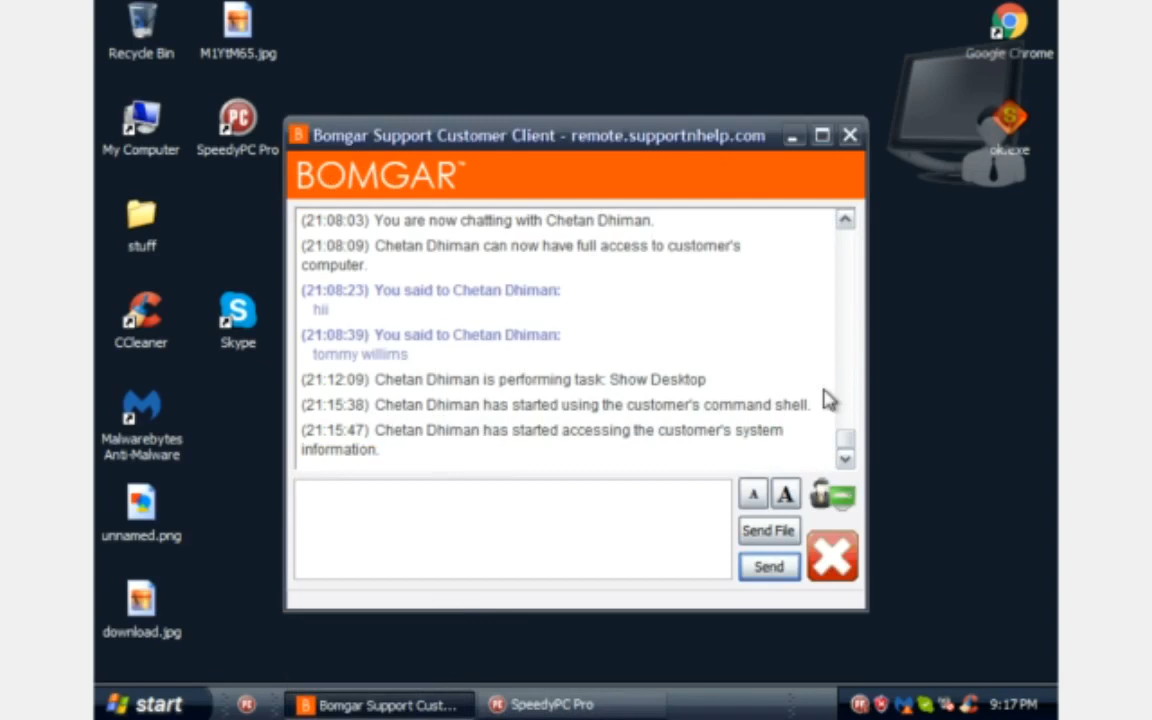 Recycle Bin
M1YtM65.jpg
Google Chrome
My Computer
SpeedyPC Pro
ok.exe
Bomgar Support Customer Client - remote.supportnhelp.com
BOMGAR™
(21:08:03) You are now chatting with Chetan Dhiman.
(21:08:09) Chetan Dhiman can now have full access to customer's
computer.
(21:08:23) You said to Chetan Dhiman:
hii
(21:08:39) You said to Chetan Dhiman:
tommy willims
(21:12:09) Chetan Dhiman is performing task: Show Desktop
(21:15:38) Chetan Dhiman has started using the customer's command shell.
(21:15:47) Chetan Dhiman has started accessing the customer's system
information.
stuff
CCleaner
Skype
Malwarebytes
Anti-Malware
unnamed.png
download.jpg
A A
Send File
Send
start
Bomgar Support Cust...
SpeedyPC Pro
9:17 PM